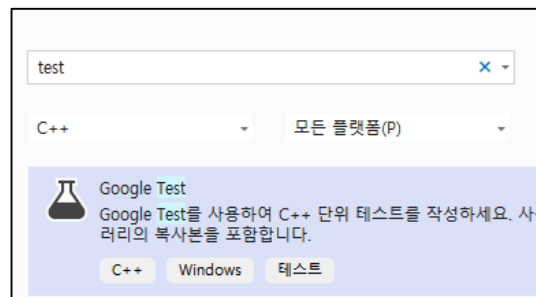 test
C++
모든 플랫폼(P)
Google Test
Google Test를 사용하여 C++ 단위 테스트를 작성하세요.
러리의 복사본을 포함합니다.
C++
Windows
테스트